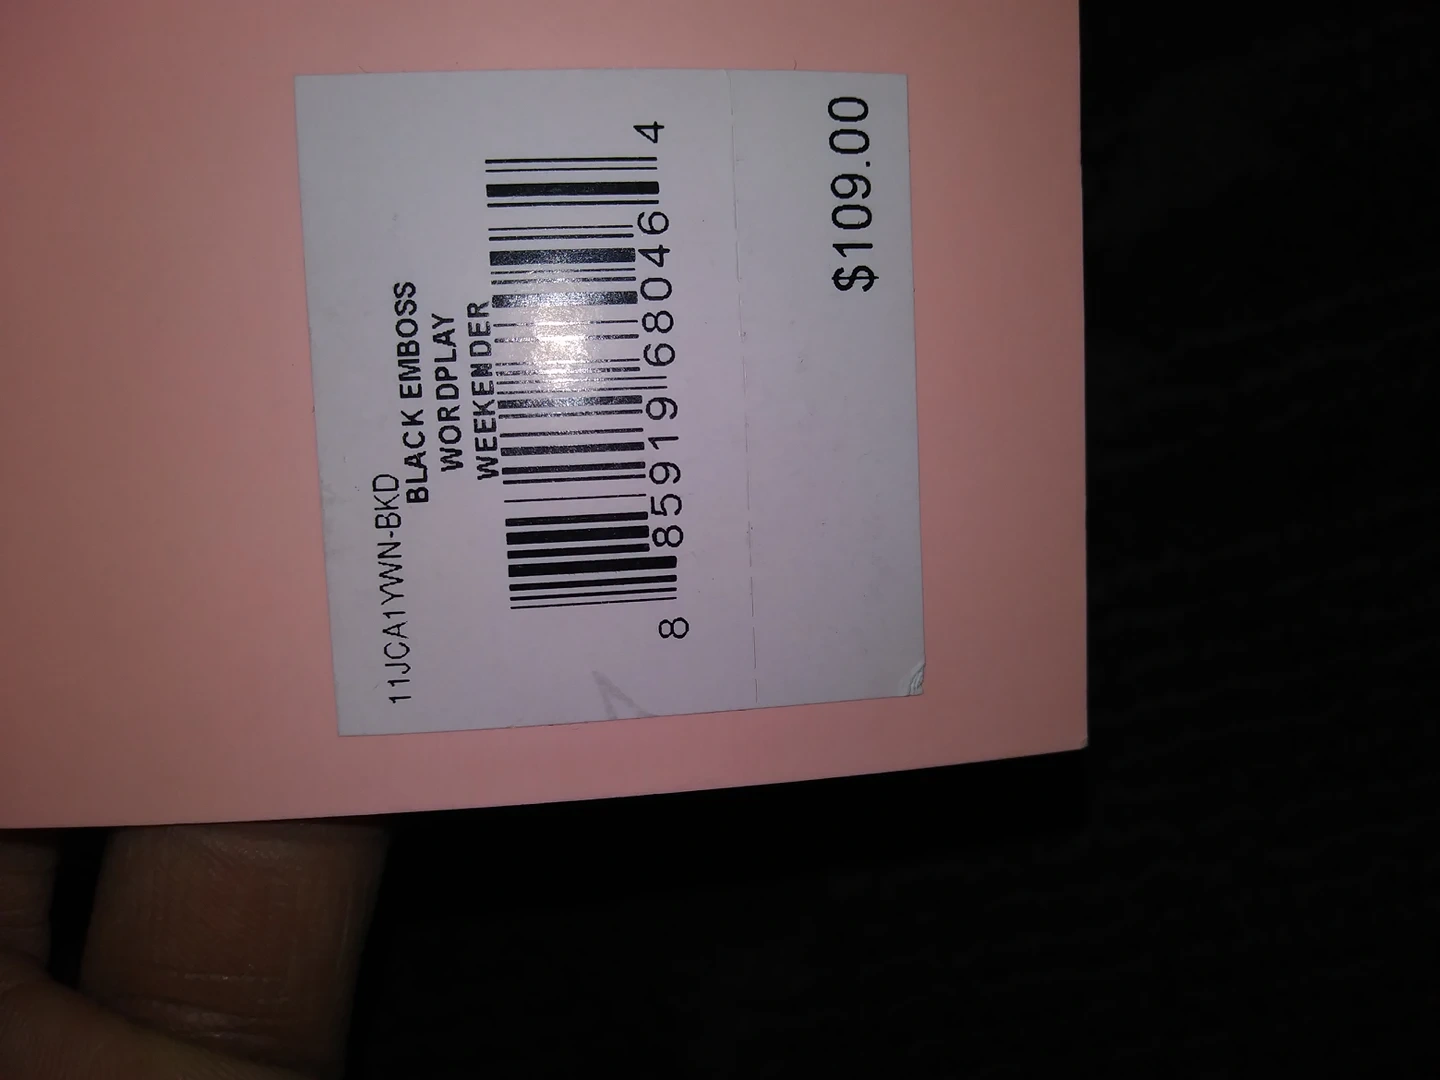 11JCA1YWN-BKD
BLACK EMBOSS
WORDPLAY
WEEKENDER
8 85919 68046 4
$109.00